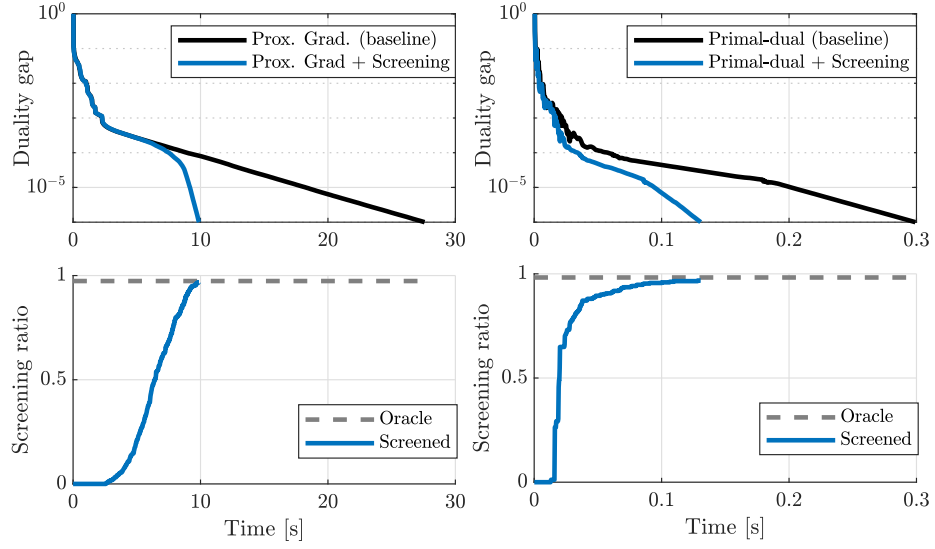 10^0
10^-5
Duality gap
Prox. Grad. (baseline)
Prox. Grad + Screening
0
10
20
30
10^0
10^-5
Duality gap
Primal-dual (baseline)
Primal-dual + Screening
0
0.1
0.2
0.3
1
0.5
0
Screening ratio
Oracle
Screened
0
10
20
30
Time [s]
1
0.5
0
Screening ratio
Oracle
Screened
0
0.1
0.2
0.3
Time [s]